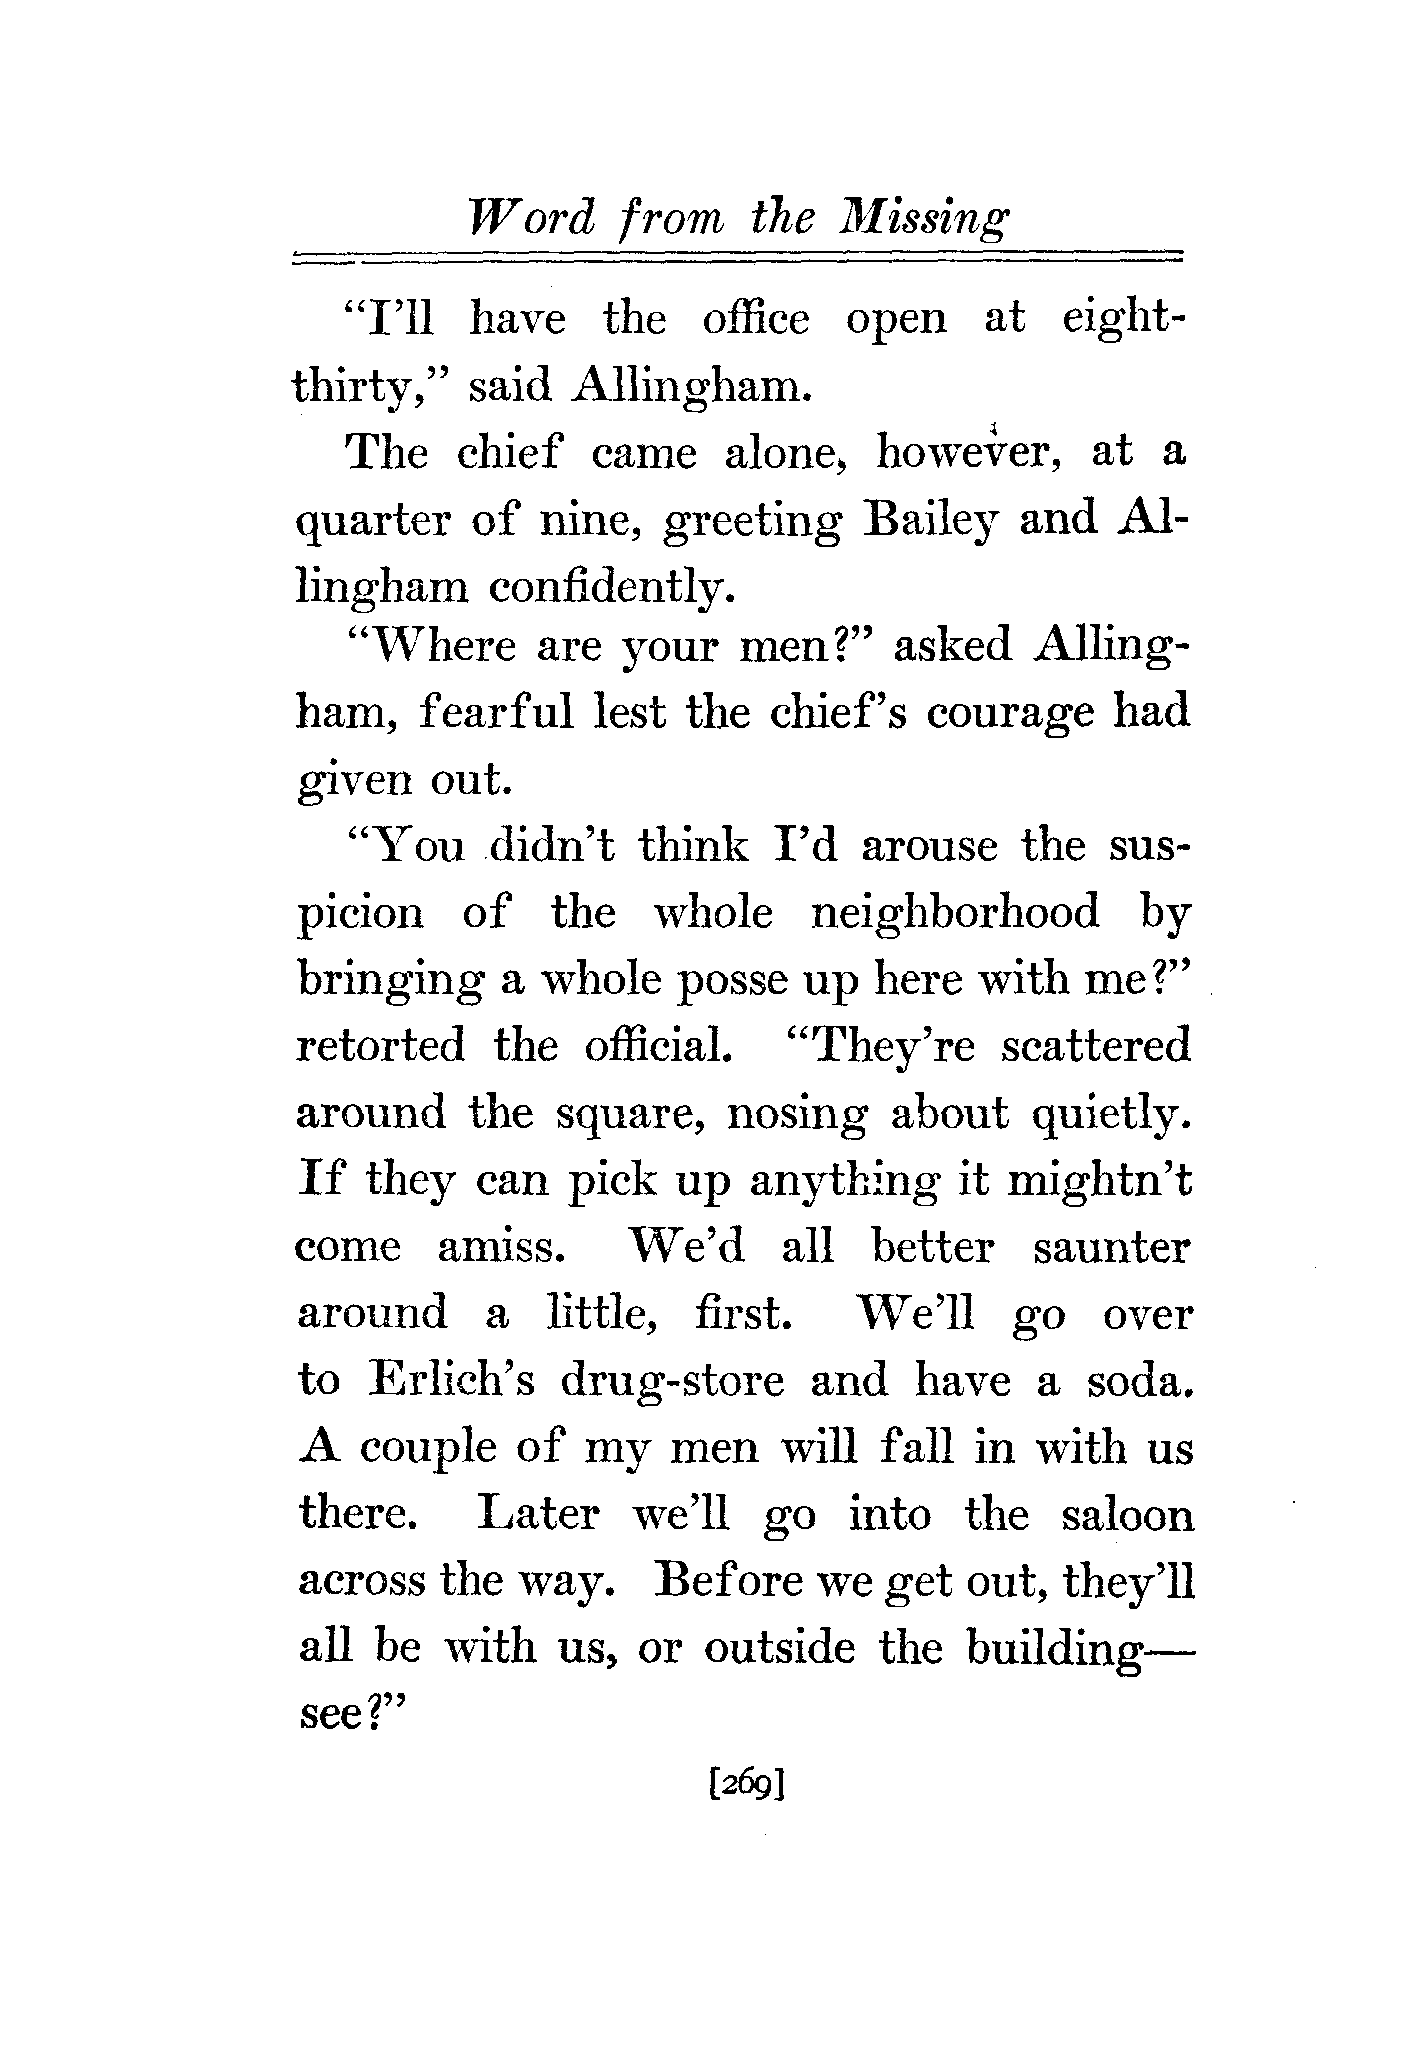 Word from the Missing
“I’ll have the office open at eight-
thirty,” said Allingham.
The chief came alone, however, at a
quarter of nine, greeting Bailey and Al-
lingham confidently.
“Where are your men?” asked Alling-
ham, fearful lest the chief’s courage had
given out.
“You didn’t think I’d arouse the sus-
picion of the whole neighborhood by
bringing a whole posse up here with me?”
retorted the official. “They’re scattered
around the square, nosing about quietly.
If they can pick up anything it mightn’t
come amiss. We’d all better saunter
around a little, first. We’ll go over
to Erlich’s drug-store and have a soda.
A couple of my men will fall in with us
there. Later we’ll go into the saloon
across the way. Before we get out, they’ll
all be with us, or outside the building—
see?”
[269]